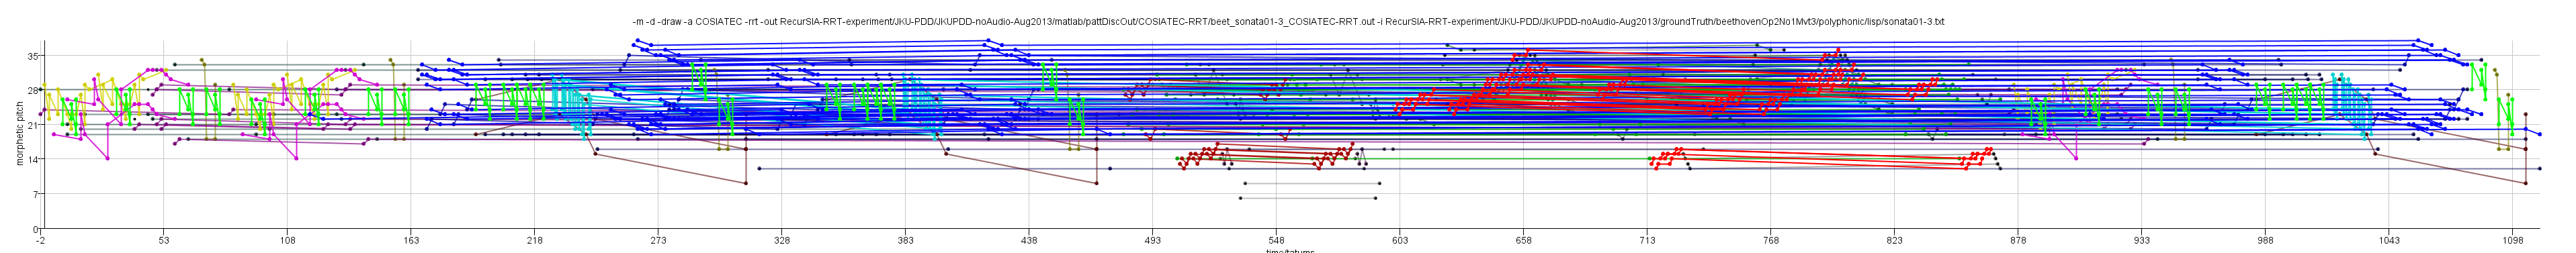 -m -d -draw -a COSIATEC -rrt -out RecurSIA-RRT-experiment/JKU-PDD/JKUPDD-noAudio-Aug2013/matlab/pattDiscOut/COSIATEC-RRT/beet_sonata01-3_COSIATEC-RRT.out -i RecurSIA-RRT-experiment/JKU-PDD/JKUPDD-noAudio-Aug2013/groundTruth/beethovenOp2No1Mvt3/polyphonic/lisp/sonata01-3.txt
morphetic pitch
35
28
21
14
7
0
-2 53 108 163 218 273 328 383 438 493 548 603 658 713 768 823 878 933 988 1043 1098
time/tatums